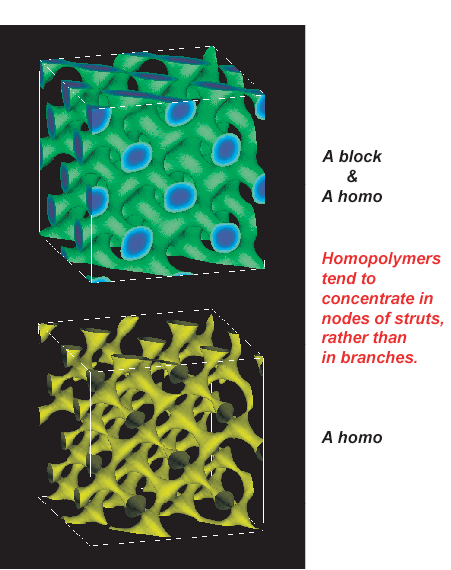 A block
&
A homo
Homopolymers
tend to
concentrate in
nodes of struts,
rather than
in branches.
A homo